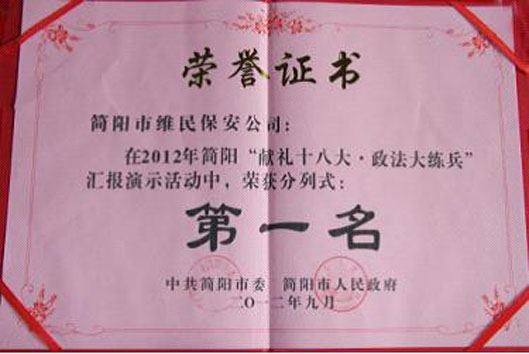 荣誉证书
简阳市维民保安公司：
在2012年简阳“献礼十八大·政法大练兵”
汇报演示活动中，荣获分列式：
第一名
中共简阳市委 简阳市人民政府
二〇一二年九月